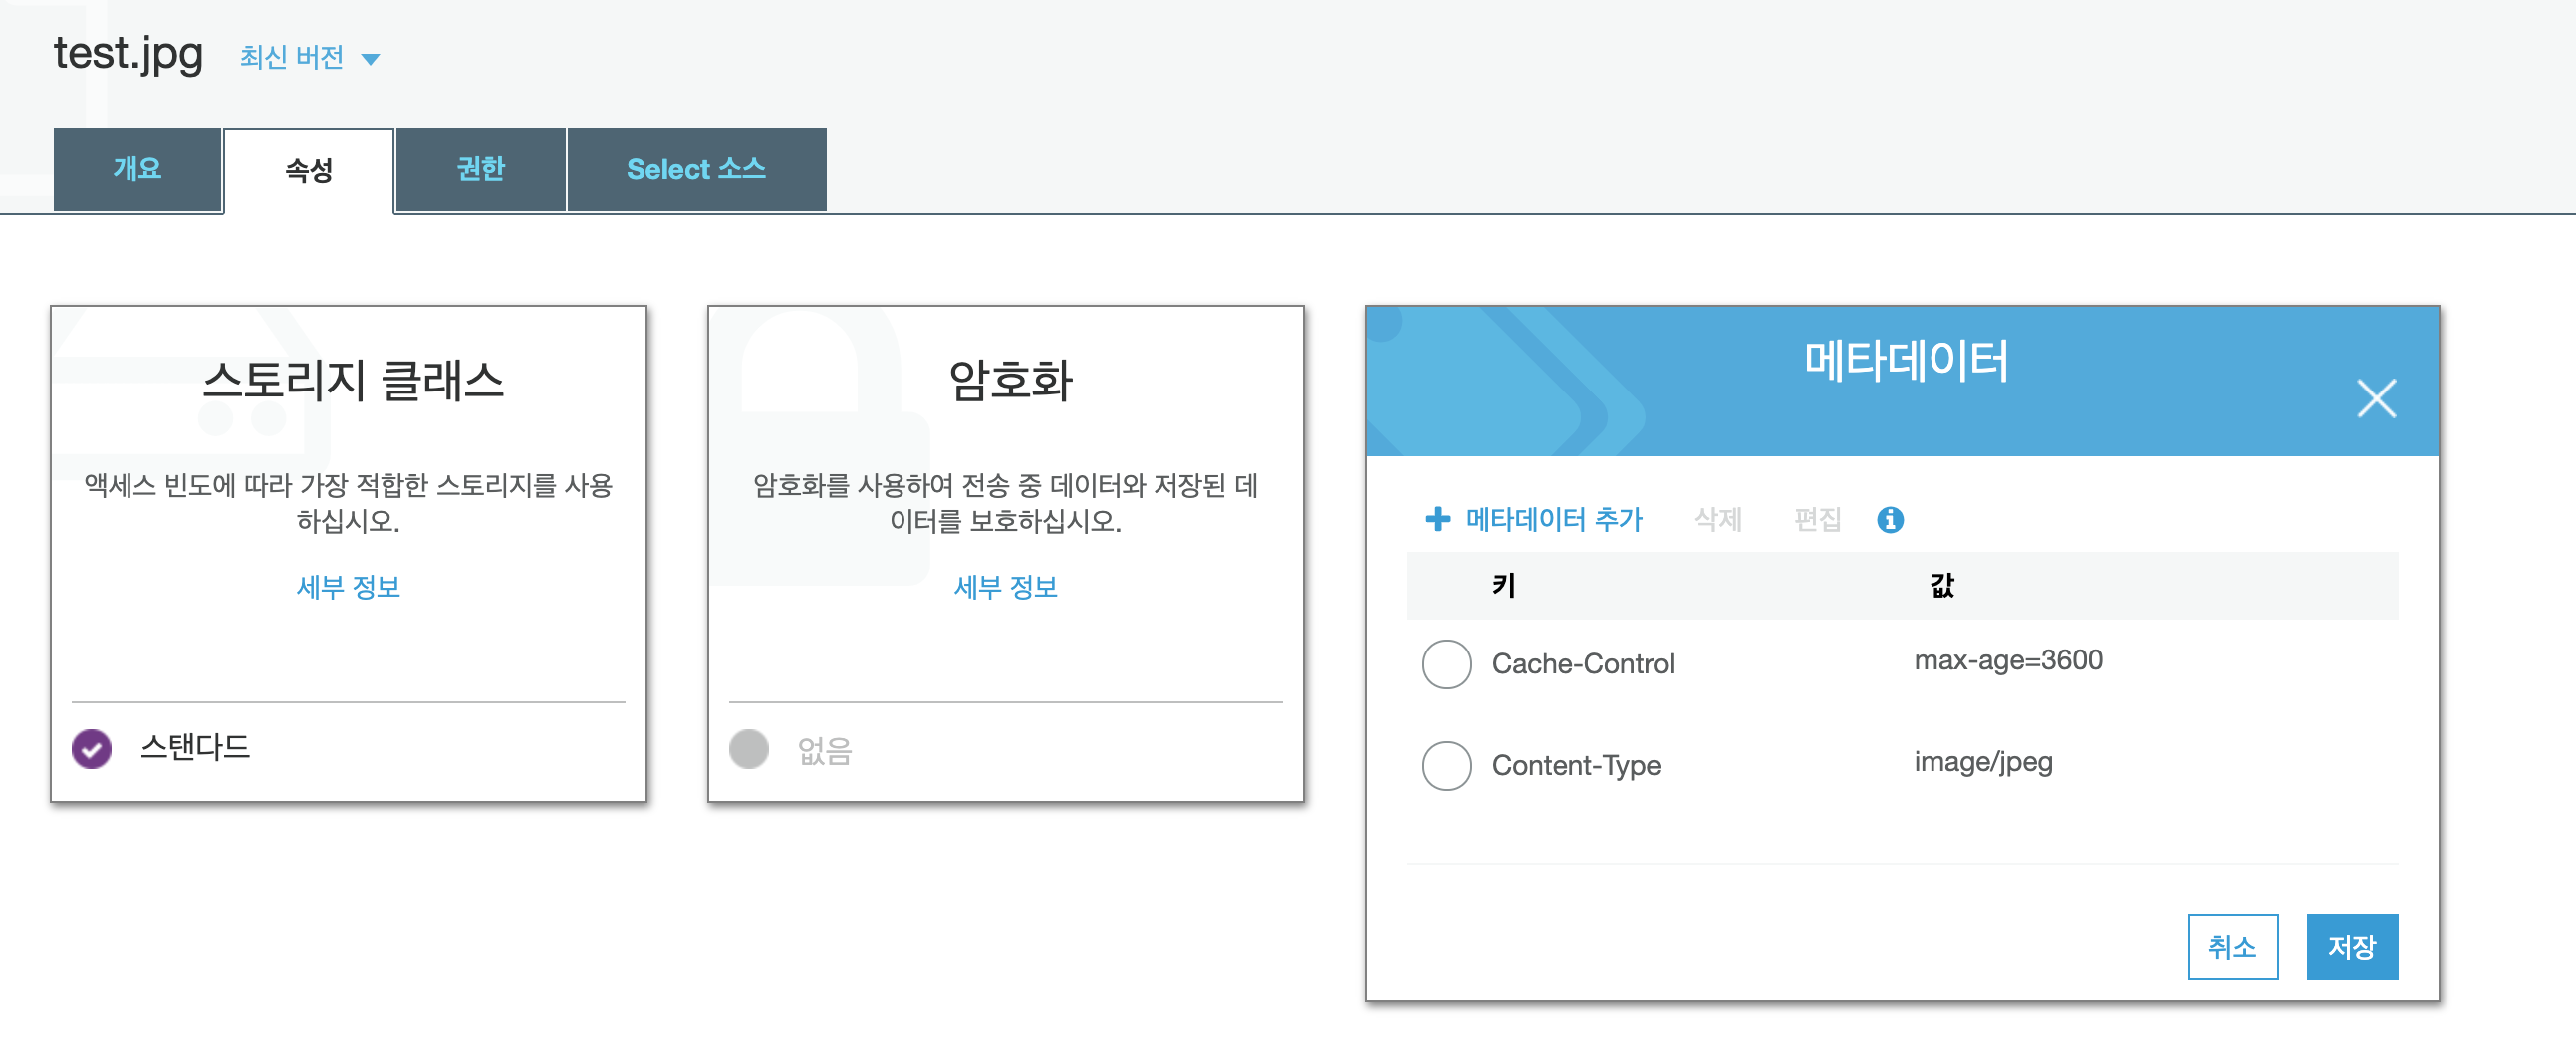 test.jpg 최신 버전
개요 속성 권한 Select 소스
스토리지 클래스
액세스 빈도에 따라 가장 적합한 스토리지를 사용
하십시오.
세부 정보
스탠다드
암호화
암호화를 사용하여 전송 중 데이터와 저장된 데
이터를 보호하십시오.
세부 정보
없음
메타데이터
메타데이터 추가 삭제 편집
키 값
Cache-Control max-age=3600
Content-Type image/jpeg
취소 저장